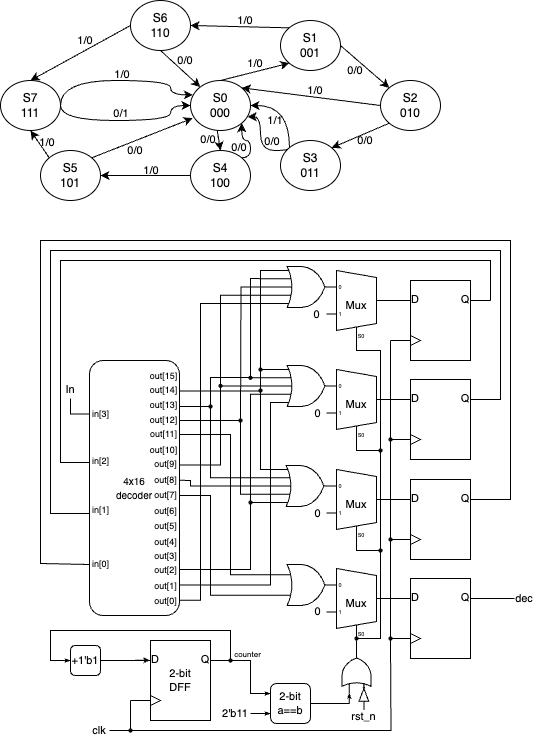 S6
110
S1
001
1/0
1/0
1/0
0/0
0/0
S7
111
1/0
0/1
S0
000
1/0
S2
010
1/1
0/0
0/0
0/0
0/0
1/0
0/0
S3
011
S5
101
1/0
S4
100
In
in[3]
in[2]
in[1]
in[0]
4x16
decoder
out[15]
out[14]
out[13]
out[12]
out[11]
out[10]
out[9]
out[8]
out[7]
out[6]
out[5]
out[4]
out[3]
out[2]
out[1]
out[0]
0
0
1
Mux
S0
D
Q
0
0
1
Mux
S0
D
Q
0
0
1
Mux
S0
D
Q
0
0
1
Mux
S0
D
Q
dec
+1'b1
D
Q
2-bit
DFF
counter
2'b11
2-bit
a==b
rst_n
clk